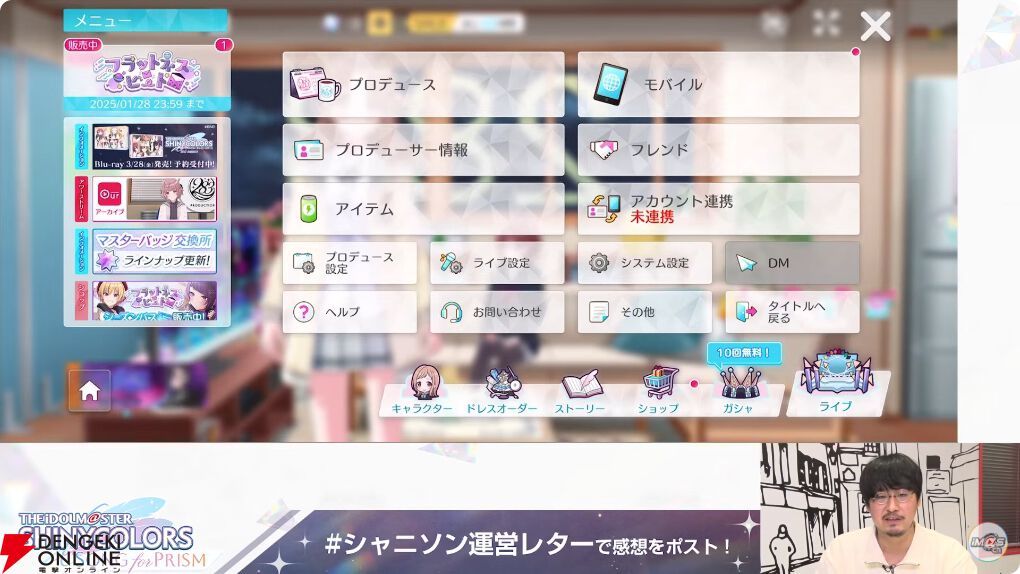 メニュー
販売中
1
フラットネスヒュード
2025/01/28 23:59 まで
SHINYCOLORS
Blu-ray 3/28(金)発売!予約受付中!
Our
アーカイブ
283
PRODUCTION
マスターバッジ交換所
ラインナップ更新!
プロデュース
モバイル
プロデューサー情報
フレンド
アイテム
アカウント連携
未連携
プロデュース
設定
ライブ設定
システム設定
DM
ヘルプ
お問い合わせ
その他
タイトルへ
戻る
10回無料!
キャラクター
ドレスオーダー
ストーリー
ショップ
ガシャ
ライブ
THE IDOLM@STER
SHINYCOLORS
for PRISM
DENGEKI
ONLINE
電撃オンライン
#シャニソン運営レターで感想をポスト!